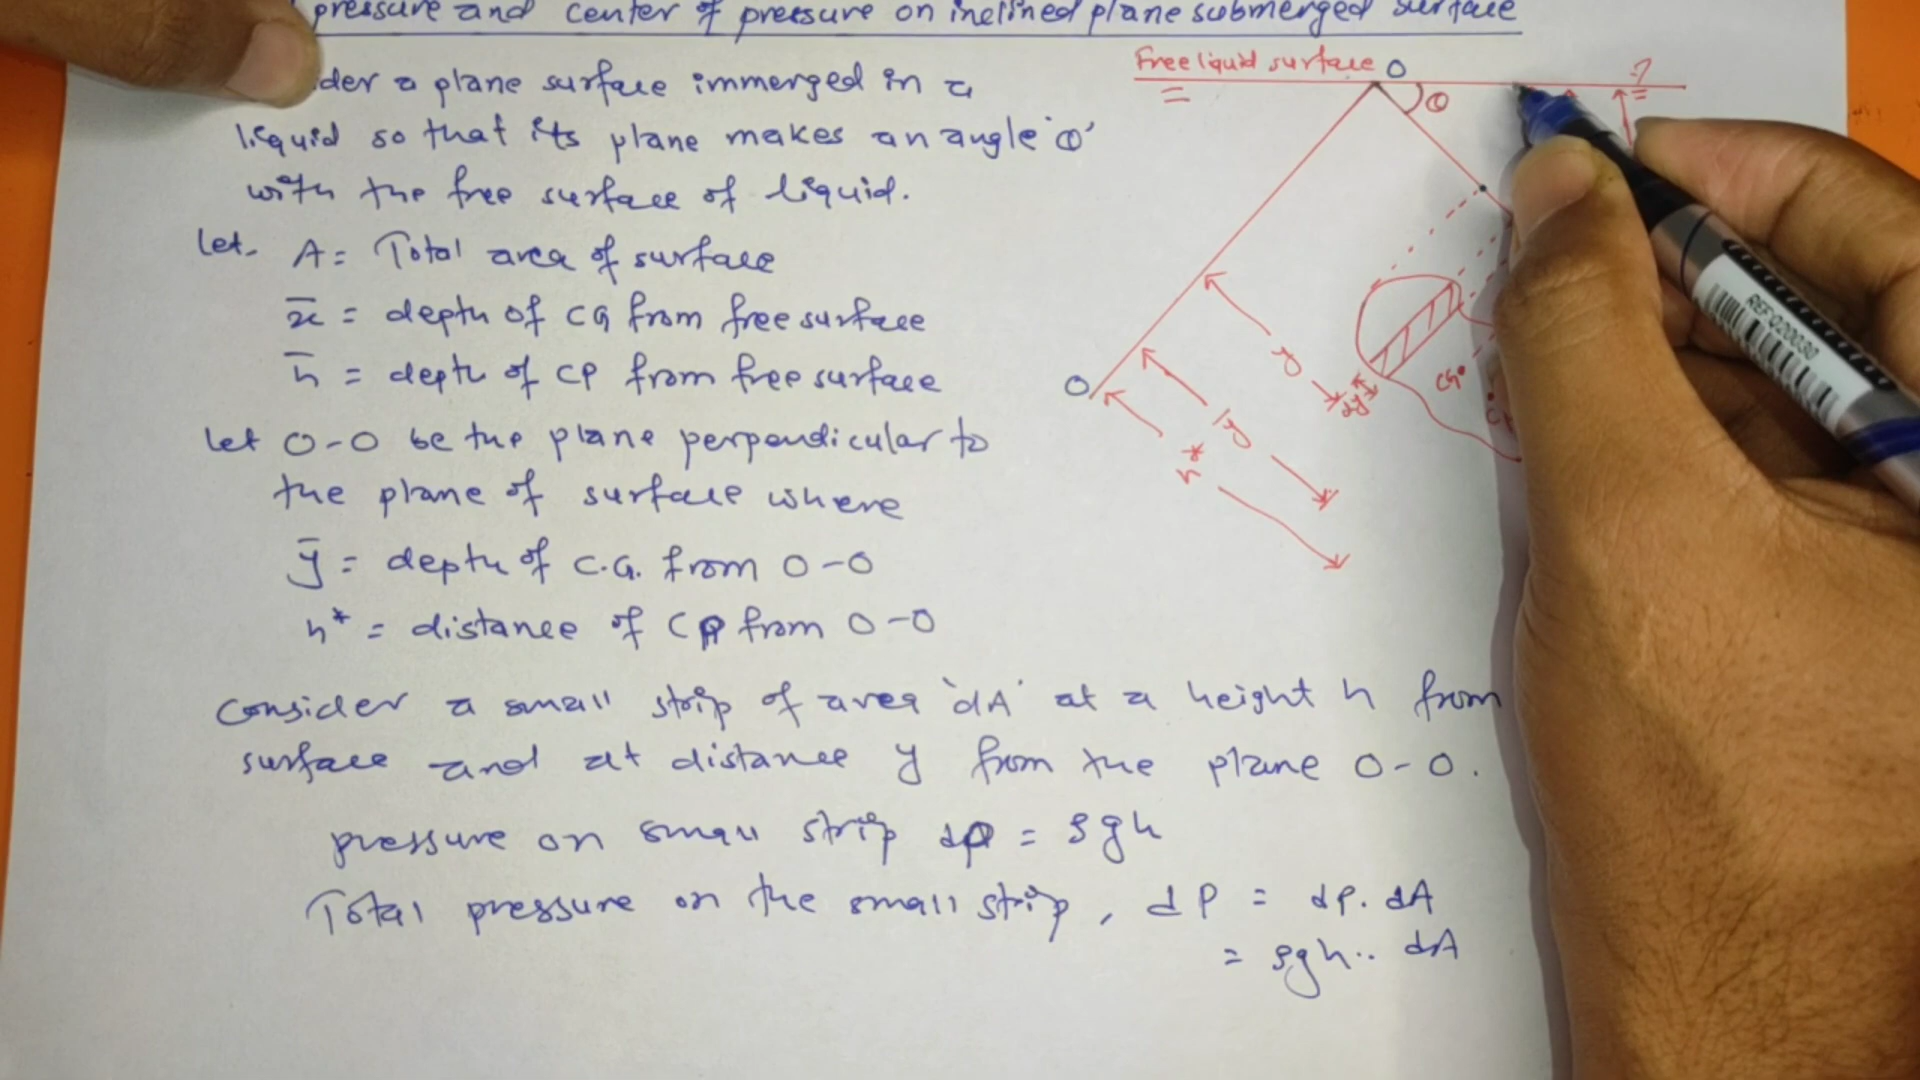 pressure and center of pressure on inclined plane submerged surface
der a plane surface immerged in a
liquid so that its plane makes an angle 'θ'
with the free surface of liquid.
let. A = Total area of surface
x̄ = depth of CG from free surface
h̄ = depth of CP from free surface
Let O-O be the plane perpendicular to
the plane of surface where
ȳ = depth of C.G. from O-O
h* = distance of CP from O-O
Consider a small strip of area 'dA' at a height h from
surface and at distance y from the plane O-O.
pressure on small strip dp = ρgh
Total pressure on the small strip, dP = dp. dA
= ρgh.. dA
Free liquid surface O
θ
O
y
dy
ȳ
h*
CG
REF:020030